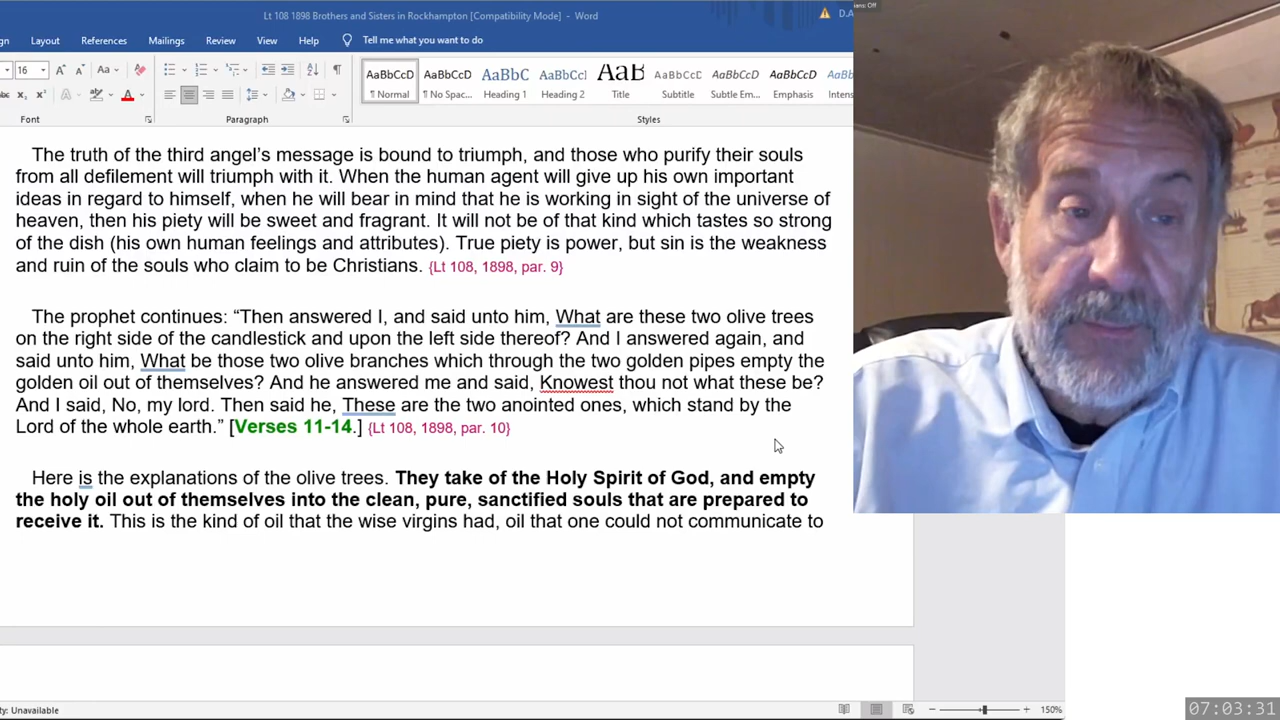 ians: Off
Lt 108 1898 Brothers and Sisters in Rockhampton [Compatibility Mode] - Word
D.A
gn Layout References Mailings Review View Help Tell me what you want to do
16 Aa
AaBbCcD AaBbCcD AaBbC AaBbCcI AaB AaBbCcD AaBbCcD AaBbCcD AaBb
¶ Normal ¶ No Spac... Heading 1 Heading 2 Title Subtitle Subtle Em... Emphasis Intens
Font Paragraph Styles
The truth of the third angel’s message is bound to triumph, and those who purify their souls
from all defilement will triumph with it. When the human agent will give up his own important
ideas in regard to himself, when he will bear in mind that he is working in sight of the universe of
heaven, then his piety will be sweet and fragrant. It will not be of that kind which tastes so strong
of the dish (his own human feelings and attributes). True piety is power, but sin is the weakness
and ruin of the souls who claim to be Christians. {Lt 108, 1898, par. 9}
The prophet continues: “Then answered I, and said unto him, What are these two olive trees
on the right side of the candlestick and upon the left side thereof? And I answered again, and
said unto him, What be those two olive branches which through the two golden pipes empty the
golden oil out of themselves? And he answered me and said, Knowest thou not what these be?
And I said, No, my lord. Then said he, These are the two anointed ones, which stand by the
Lord of the whole earth.” [Verses 11-14.] {Lt 108, 1898, par. 10}
Here is the explanations of the olive trees. They take of the Holy Spirit of God, and empty
the holy oil out of themselves into the clean, pure, sanctified souls that are prepared to
receive it. This is the kind of oil that the wise virgins had, oil that one could not communicate to
ty: Unavailable
150%
07:03:31